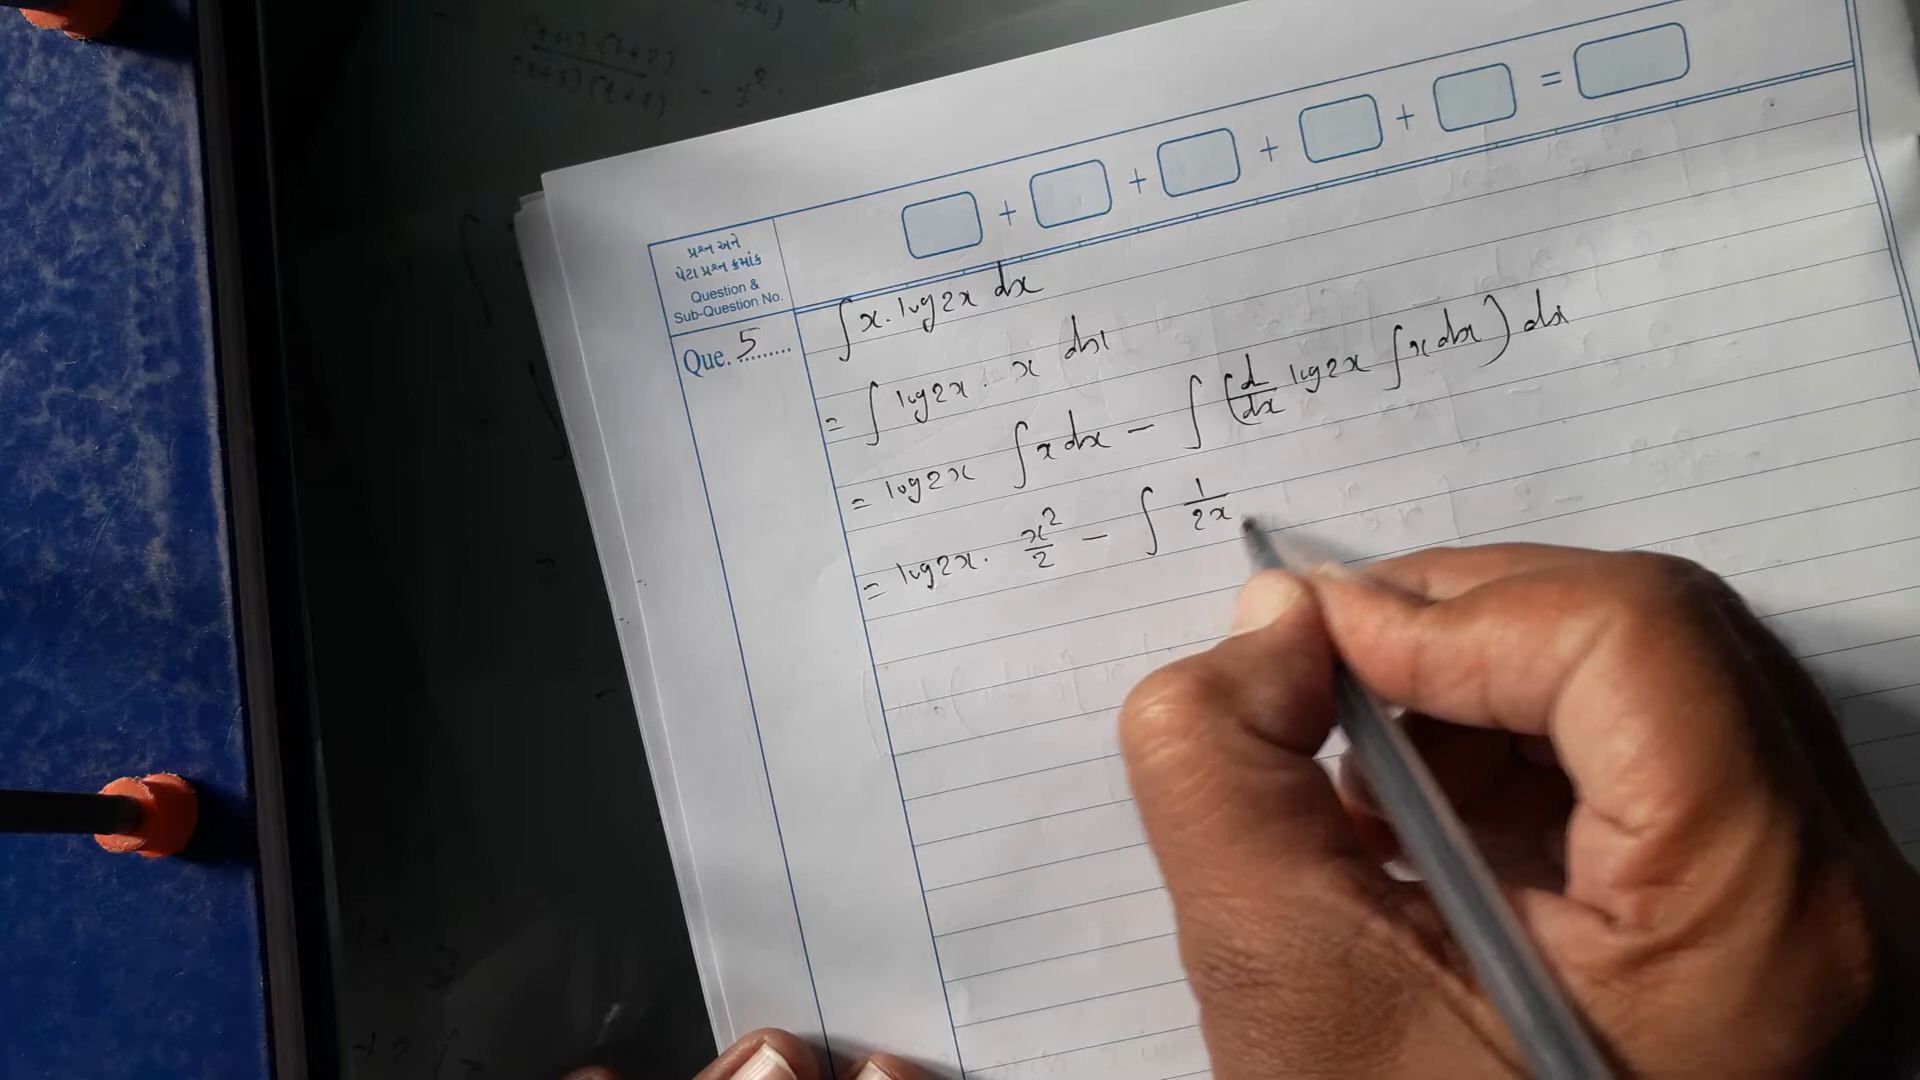 □ + □ + □ + □ + □ = □
પ્રશ્ન અને
પેટા પ્રશ્ન ક્રમાંક
Question &
Sub-Question No.
Que. 5
∫ x . log2x dx
= ∫ log2x . x dx
= log2x ∫ x dx − ∫ (d/dx log2x ∫ x dx) dx
= log2x . x²/2 − ∫ 1/2x